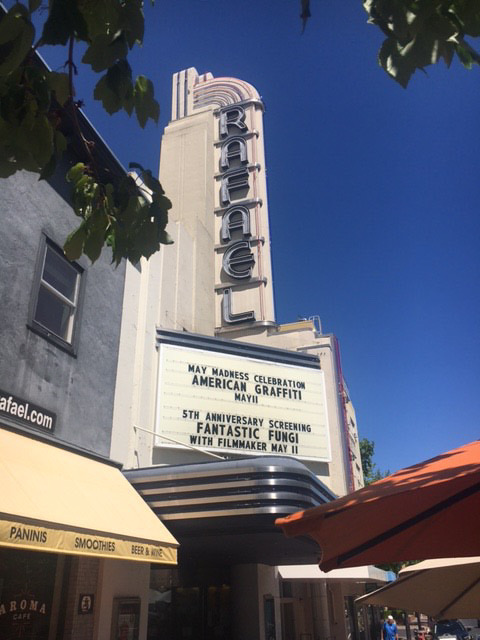 RAFAEL
MAY MADNESS CELEBRATION
AMERICAN GRAFFITI
MAY11
5TH ANNIVERSARY SCREENING
FANTASTIC FUNGI
WITH FILMMAKER MAY 11
afael.com
PANINIS SMOOTHIES BEER & WINE
AROMA
CAFE